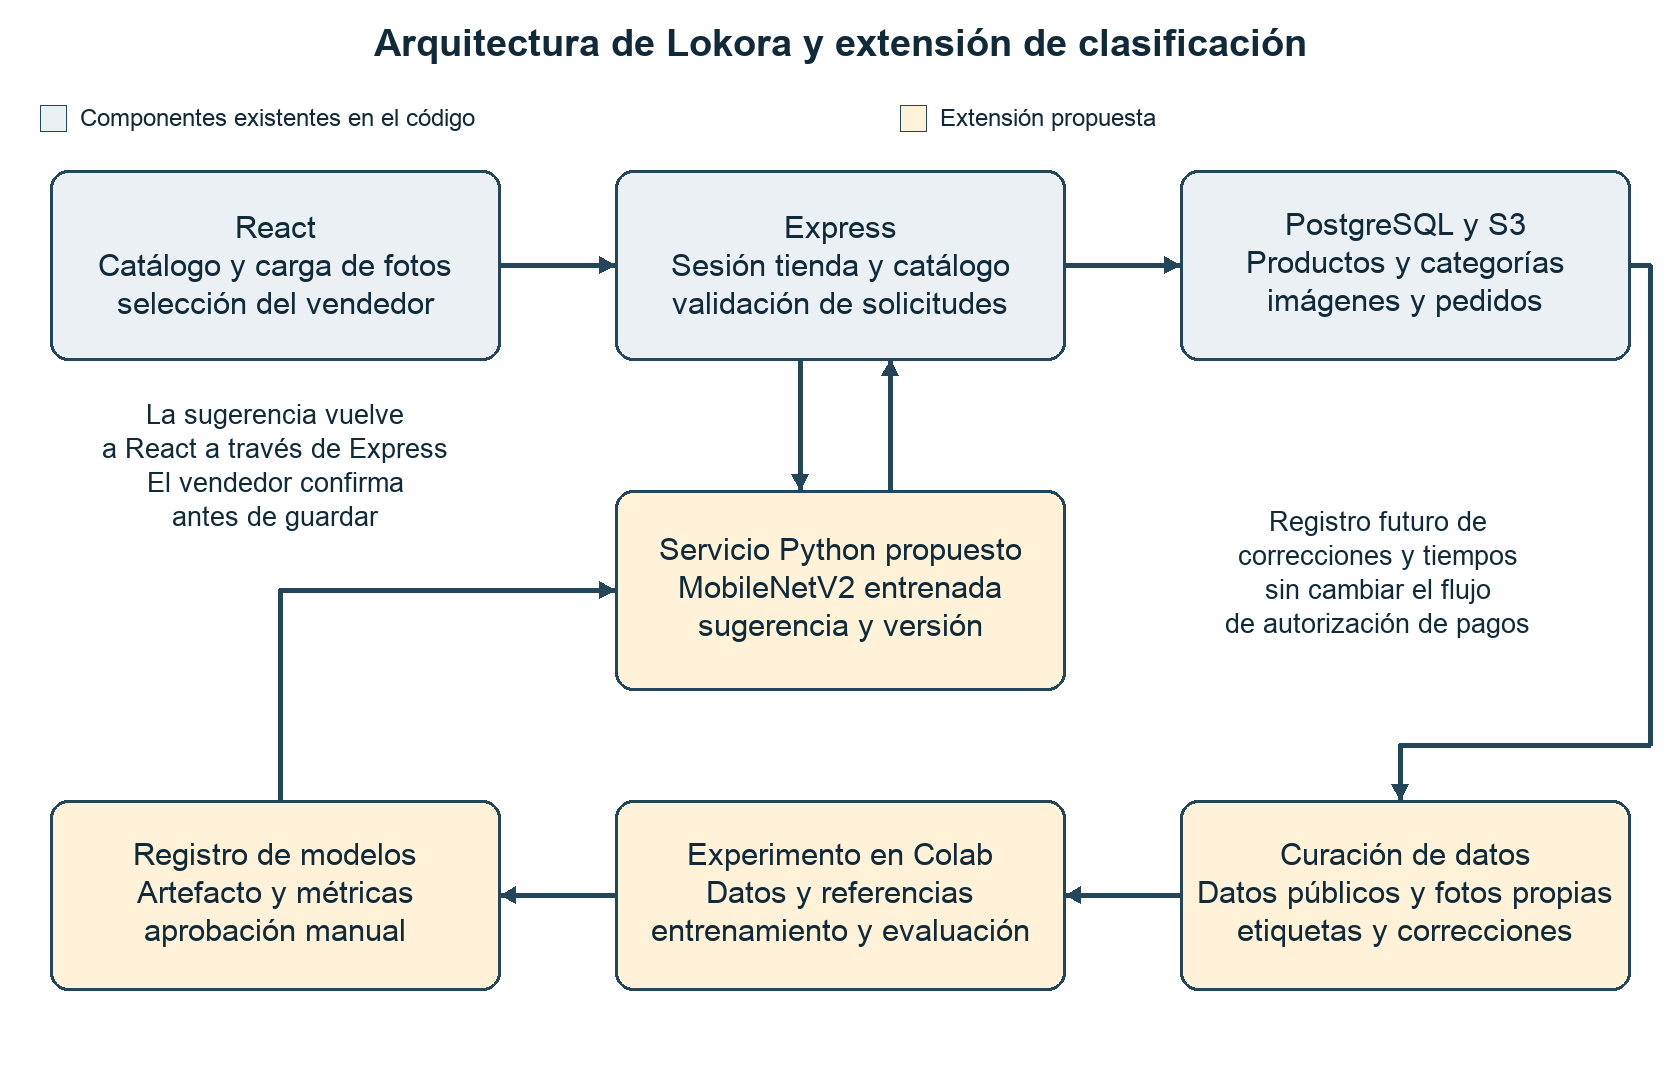 Arquitectura de Lokora y extensión de clasificación
Componentes existentes en el código
Extensión propuesta
React
Catálogo y carga de fotos
selección del vendedor
Express
Sesión tienda y catálogo
validación de solicitudes
PostgreSQL y S3
Productos y categorías
imágenes y pedidos
La sugerencia vuelve
a React a través de Express
El vendedor confirma
antes de guardar
Servicio Python propuesto
MobileNetV2 entrenada
sugerencia y versión
Registro futuro de
correcciones y tiempos
sin cambiar el flujo
de autorización de pagos
Registro de modelos
Artefacto y métricas
aprobación manual
Experimento en Colab
Datos y referencias
entrenamiento y evaluación
Curación de datos
Datos públicos y fotos propias
etiquetas y correcciones